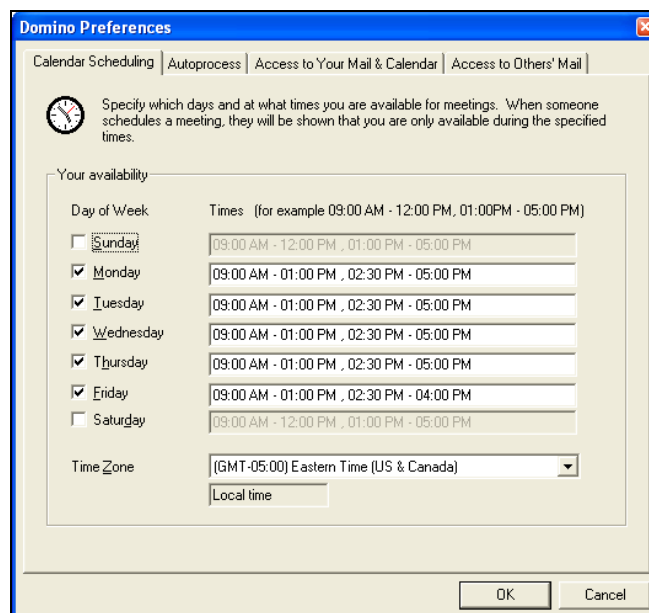 Domino Preferences
Calendar Scheduling Autoprocess Access to Your Mail & Calendar Access to Others' Mail
Specify which days and at what times you are available for meetings. When someone
schedules a meeting, they will be shown that you are only available during the specified
times.
Your availability
Day of Week Times (for example 09:00 AM - 12:00 PM, 01:00PM - 05:00 PM)
Sunday 09:00 AM - 12:00 PM , 01:00 PM - 05:00 PM
Monday 09:00 AM - 01:00 PM , 02:30 PM - 05:00 PM
Tuesday 09:00 AM - 01:00 PM , 02:30 PM - 05:00 PM
Wednesday 09:00 AM - 01:00 PM , 02:30 PM - 05:00 PM
Thursday 09:00 AM - 01:00 PM , 02:30 PM - 05:00 PM
Friday 09:00 AM - 01:00 PM , 02:30 PM - 04:00 PM
Saturday 09:00 AM - 12:00 PM , 01:00 PM - 05:00 PM
Time Zone (GMT-05:00) Eastern Time (US & Canada)
Local time
OK Cancel